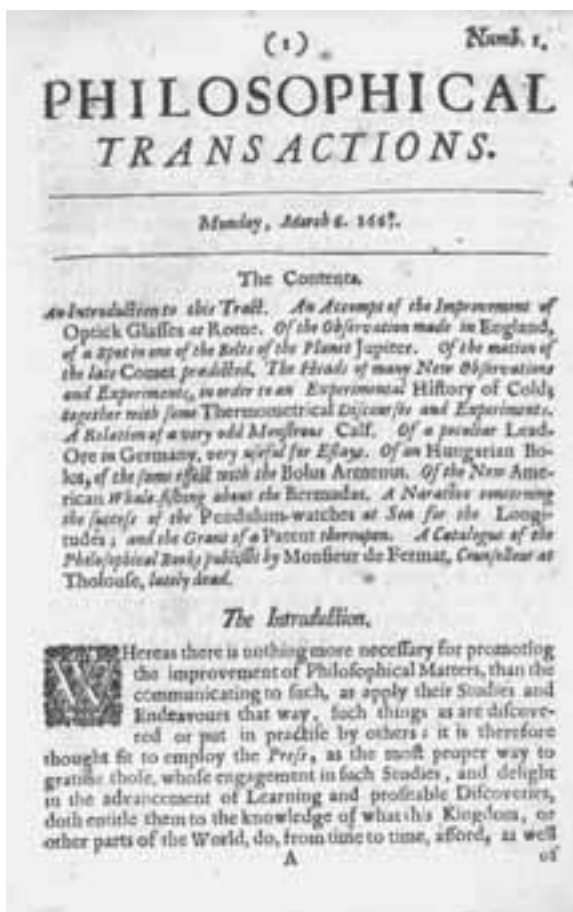 (1) Numb. 1.
PHILOSOPHICAL
TRANSACTIONS.
Munday, March 6.
The Contents.
An Introduction to this Tract. An Accompt of the Improvement of
Optick Glaſſes at Rome. Of the Obſervation made in England,
of a Spot in one of the Belts of the Planet Jupiter. Of the motion of
the late Comet prædicted. The Heads of many New Obſervations
and Experiments, in order to an Experimental Hiſtory of Cold;
together with ſome Thermometrical Diſcourſes and Experiments.
A Relation of a very odd Monſtrous Calf. Of a peculiar Lead-
Ore in Germany, very uſeful for Eſſays. Of an Hungarian Bo-
lus, of the ſame effect with the Bolus Armenus. Of the New Ame-
rican Whale-fiſhing about the Bermudas. A Narative concerning
the ſucceſs of the Pendulum-watches at Sea for the Longi-
tudes; and the Grant of a Patent thereupon. A Catalogue of the
Philoſophical Books publiſht by Monſieur de Fermat, Counſellour at
Tholouſe, lately dead.
The Introduction.
WHereas there is nothing more neceſſary for promoting
the improvement of Philoſophical Matters, than the
communicating to ſuch, as apply their Studies and
Endeavours that way, ſuch things as are diſcove-
red or put in practiſe by others; it is therefore
thought fit to employ the Preſs, as the moſt proper way to
gratifie thoſe, whoſe engagement in ſuch Studies, and delight
in the advancement of Learning and profitable Diſcoveries,
doth entitle them to the knowledge of what this Kingdom, or
other parts of the World, do, from time to time, afford, as well
A of